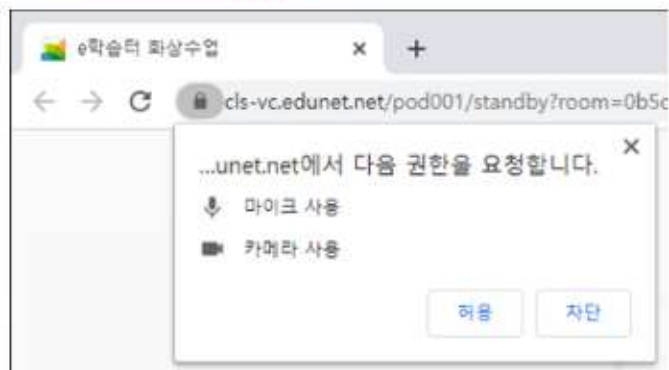 e학습터 화상수업
cls-vc.edunet.net/pod001/standby?room=0b5c
...unet.net에서 다음 권한을 요청합니다.
마이크 사용
카메라 사용
허용 차단